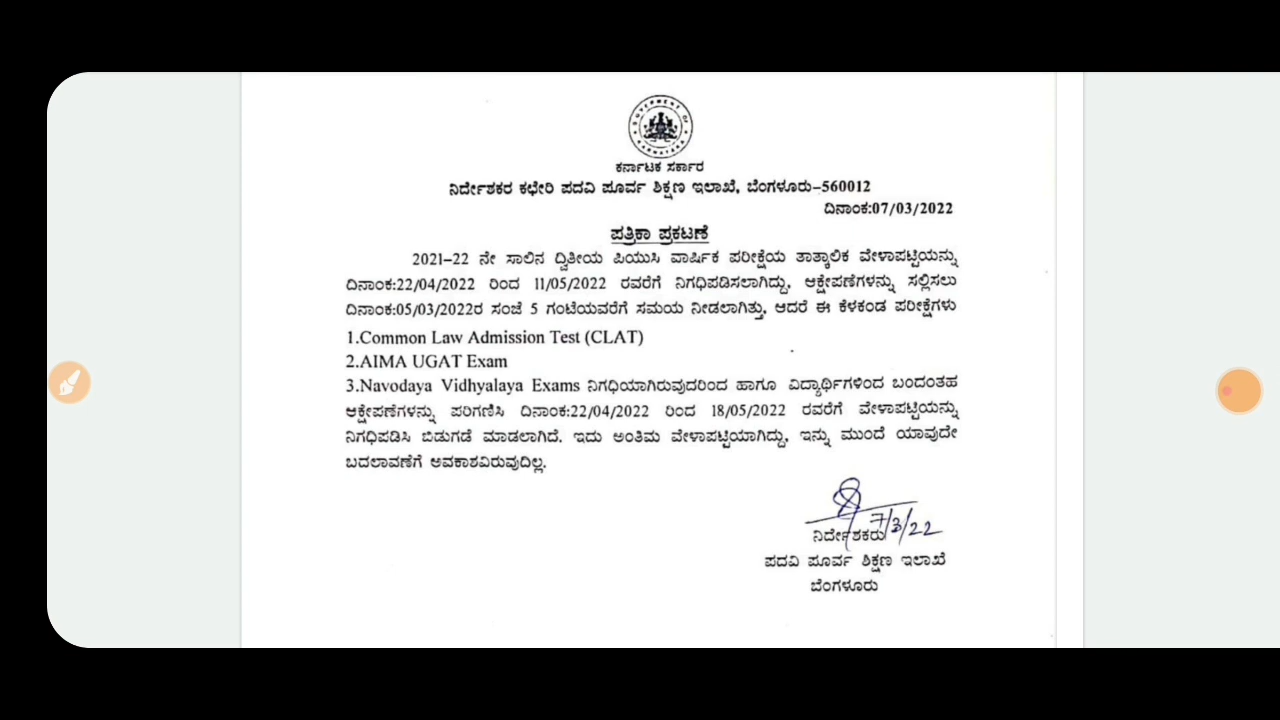 GOVERNMENT OF KARNATAKA
ಕರ್ನಾಟಕ ಸರ್ಕಾರ
ನಿರ್ದೇಶಕರ ಕಛೇರಿ ಪದವಿ ಪೂರ್ವ ಶಿಕ್ಷಣ ಇಲಾಖೆ, ಬೆಂಗಳೂರು–560012
ದಿನಾಂಕ:07/03/2022
ಪತ್ರಿಕಾ ಪ್ರಕಟಣೆ
2021–22 ನೇ ಸಾಲಿನ ದ್ವಿತೀಯ ಪಿಯುಸಿ ವಾರ್ಷಿಕ ಪರೀಕ್ಷೆಯ ತಾತ್ಕಾಲಿಕ ವೇಳಾಪಟ್ಟಿಯನ್ನು
ದಿನಾಂಕ:22/04/2022 ರಿಂದ 11/05/2022 ರವರೆಗೆ ನಿಗಧಿಪಡಿಸಲಾಗಿದ್ದು, ಆಕ್ಷೇಪಣೆಗಳನ್ನು ಸಲ್ಲಿಸಲು
ದಿನಾಂಕ:05/03/2022ರ ಸಂಜೆ 5 ಗಂಟೆಯವರೆಗೆ ಸಮಯ ನೀಡಲಾಗಿತ್ತು, ಆದರೆ ಈ ಕೆಳಕಂಡ ಪರೀಕ್ಷೆಗಳು
1.Common Law Admission Test (CLAT)
2.AIMA UGAT Exam
3.Navodaya Vidhyalaya Exams ನಿಗಧಿಯಾಗಿರುವುದರಿಂದ ಹಾಗೂ ವಿದ್ಯಾರ್ಥಿಗಳಿಂದ ಬಂದಂತಹ
ಆಕ್ಷೇಪಣೆಗಳನ್ನು ಪರಿಗಣಿಸಿ ದಿನಾಂಕ:22/04/2022 ರಿಂದ 18/05/2022 ರವರೆಗೆ ವೇಳಾಪಟ್ಟಿಯನ್ನು
ನಿಗಧಿಪಡಿಸಿ ಬಿಡುಗಡೆ ಮಾಡಲಾಗಿದೆ. ಇದು ಅಂತಿಮ ವೇಳಾಪಟ್ಟಿಯಾಗಿದ್ದು, ಇನ್ನು ಮುಂದೆ ಯಾವುದೇ
ಬದಲಾವಣೆಗೆ ಅವಕಾಶವಿರುವುದಿಲ್ಲ.
7/3/22
ನಿರ್ದೇಶಕರು
ಪದವಿ ಪೂರ್ವ ಶಿಕ್ಷಣ ಇಲಾಖೆ
ಬೆಂಗಳೂರು